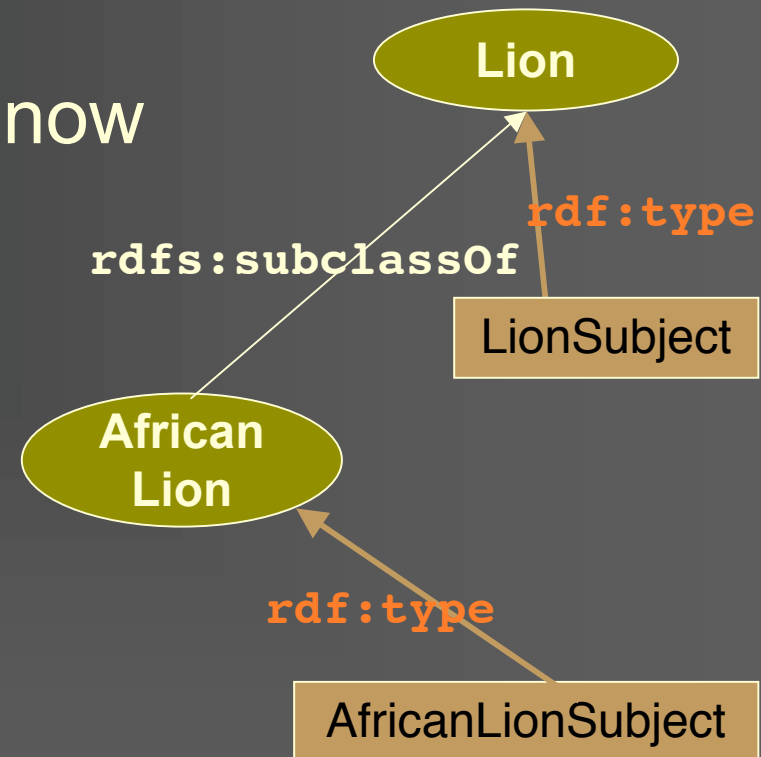 Lion
now
rdf:type
rdfs:subclassOf
LionSubject
African
Lion
rdf:type
AfricanLionSubject